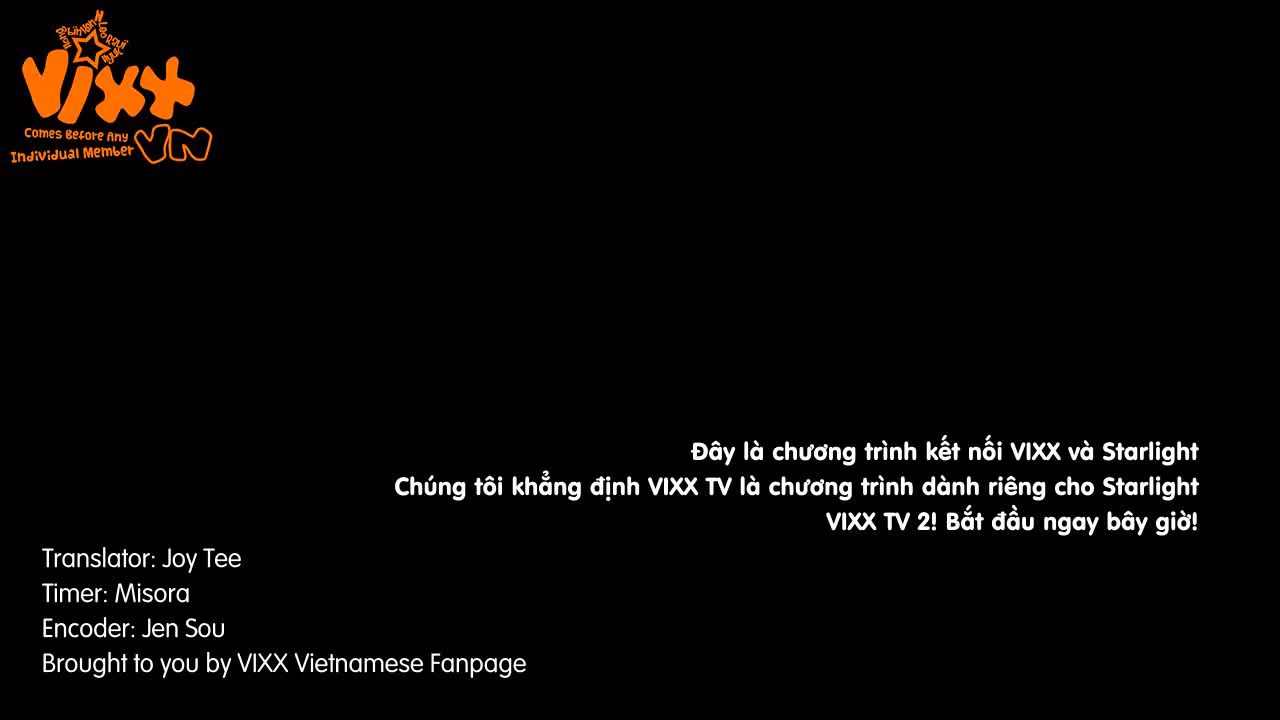 VIXX
Comes Before Any
Individual Member
VN
Đây là chương trình kết nối VIXX và Starlight
Chúng tôi khẳng định VIXX TV là chương trình dành riêng cho Starlight
VIXX TV 2! Bắt đầu ngay bây giờ!
Translator: Joy Tee
Timer: Misora
Encoder: Jen Sou
Brought to you by VIXX Vietnamese Fanpage